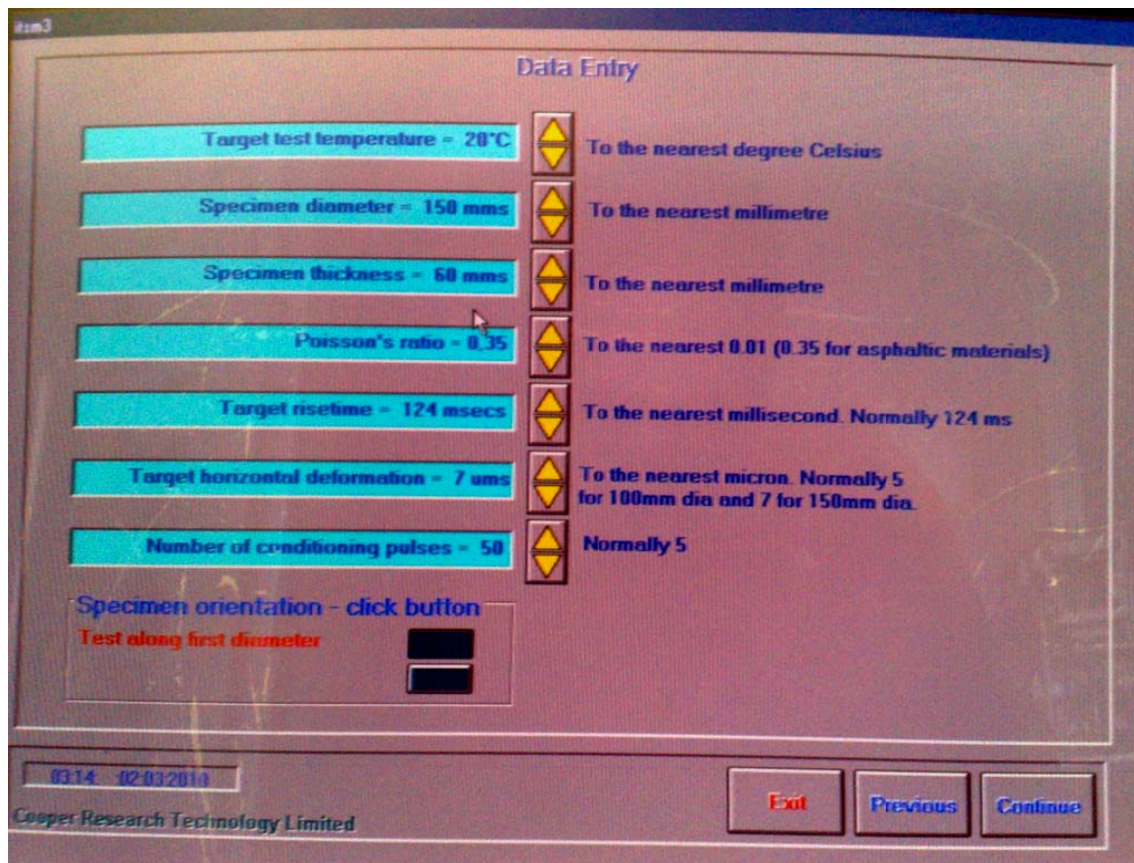 itsm3
Data Entry
Target test temperature = 20°C
To the nearest degree Celsius
Specimen diameter = 150 mms
To the nearest millimetre
Specimen thickness = 60 mms
To the nearest millimetre
Poisson's ratio = 0,35
To the nearest 0.01 (0.35 for asphaltic materials)
Target risetime = 124 msecs
To the nearest millisecond. Normally 124 ms
Target horizontal deformation = 7 ums
To the nearest micron. Normally 5
for 100mm dia and 7 for 150mm dia.
Number of conditioning pulses = 50
Normally 5
Specimen orientation - click button
Test along first diameter
03:14: 02:03:2010
Exit
Previous
Continue
Cooper Research Technology Limited